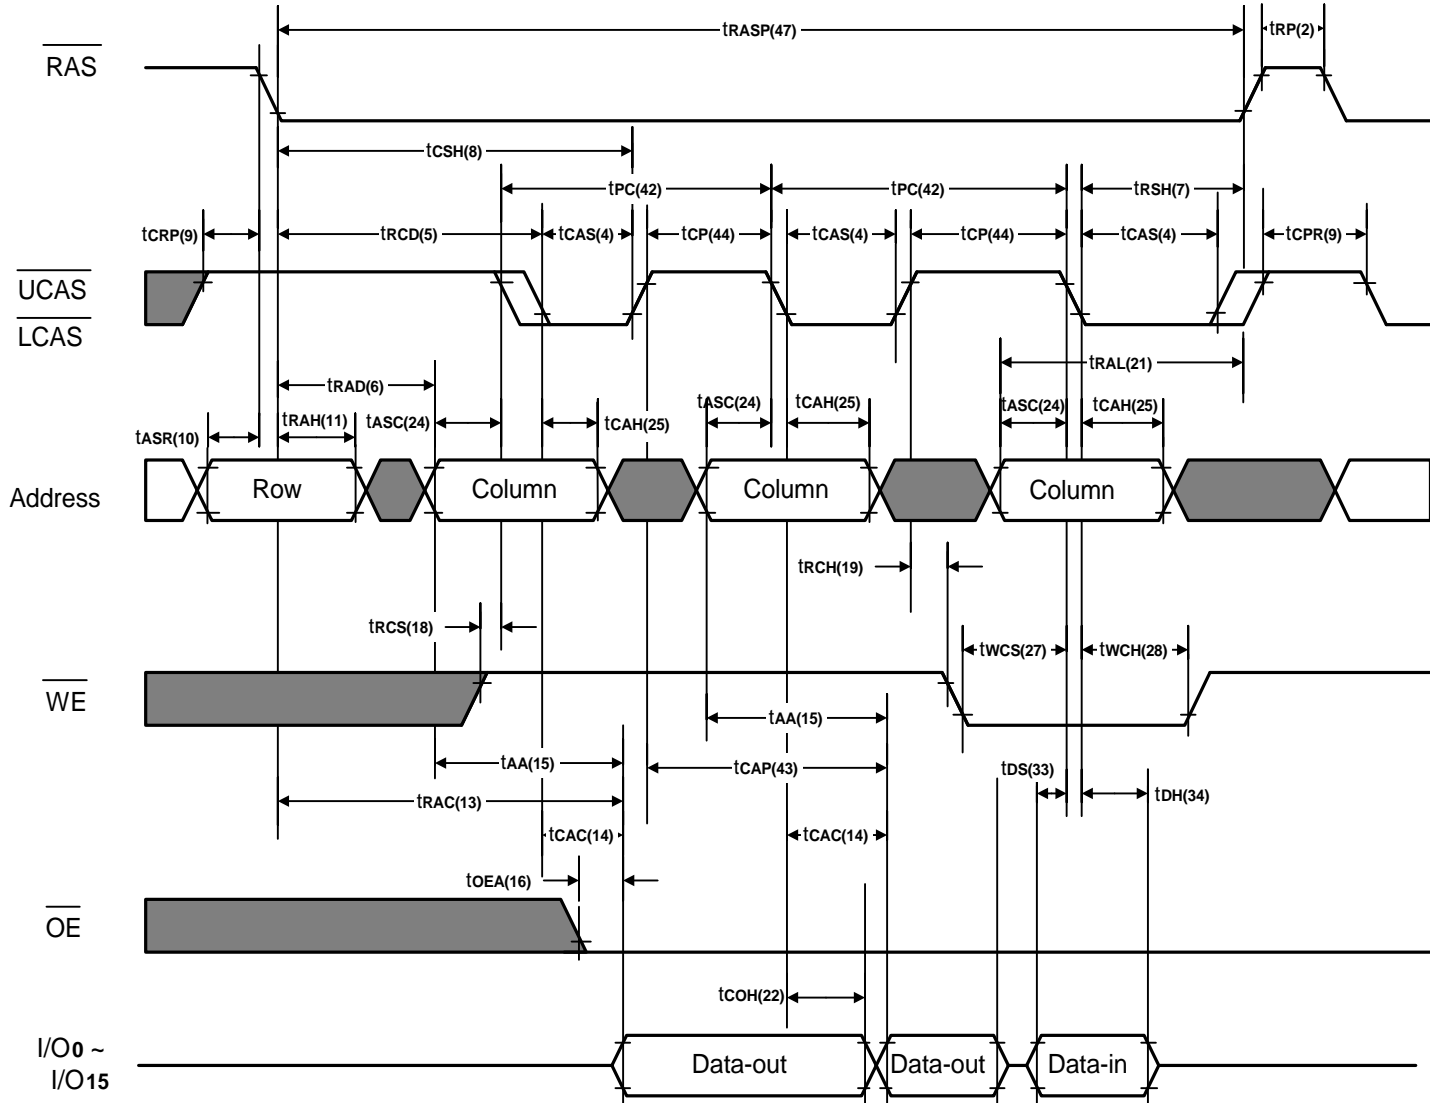 tRASP(47) tRP(2)
RAS
tCSH(8)
tPC(42) tPC(42) tRSH(7)
tCRP(9) tRCD(5) tCAS(4) tCP(44) tCAS(4) tCP(44) tCAS(4) tCPR(9)
UCAS
LCAS
tRAL(21)
tRAD(6)
tASR(10) tRAH(11) tASC(24) tCAH(25) tASC(24) tCAH(25) tASC(24) tCAH(25)
Address Row Column Column Column
tRCH(19)
tRCS(18) tWCS(27) tWCH(28)
WE
tAA(15)
tAA(15) tCAP(43) tDS(33)
tRAC(13) tDH(34)
tCAC(14) tCAC(14)
tOEA(16)
OE
tCOH(22)
I/O0 ~
I/O15
Data-out Data-out Data-in